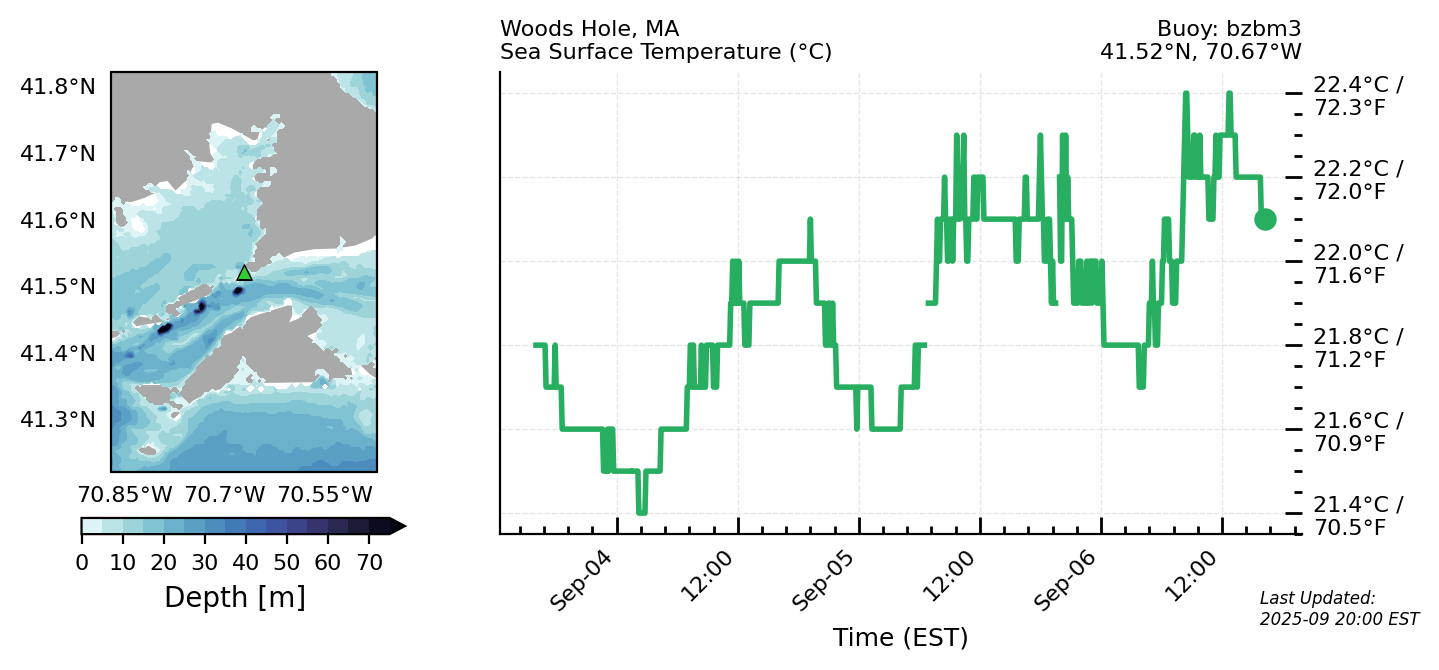 Woods Hole, MA
Sea Surface Temperature (°C)
Buoy: bzbm3
41.52°N, 70.67°W
41.8°N
41.7°N
41.6°N
41.5°N
41.4°N
41.3°N
70.85°W 70.7°W 70.55°W
0 10 20 30 40 50 60 70
Depth [m]
22.4°C /
72.3°F
22.2°C /
72.0°F
22.0°C /
71.6°F
21.8°C /
71.2°F
21.6°C /
70.9°F
21.4°C /
70.5°F
Sep-04
12:00
Sep-05
12:00
Sep-06
12:00
Time (EST)
Last Updated:
2025-09 20:00 EST